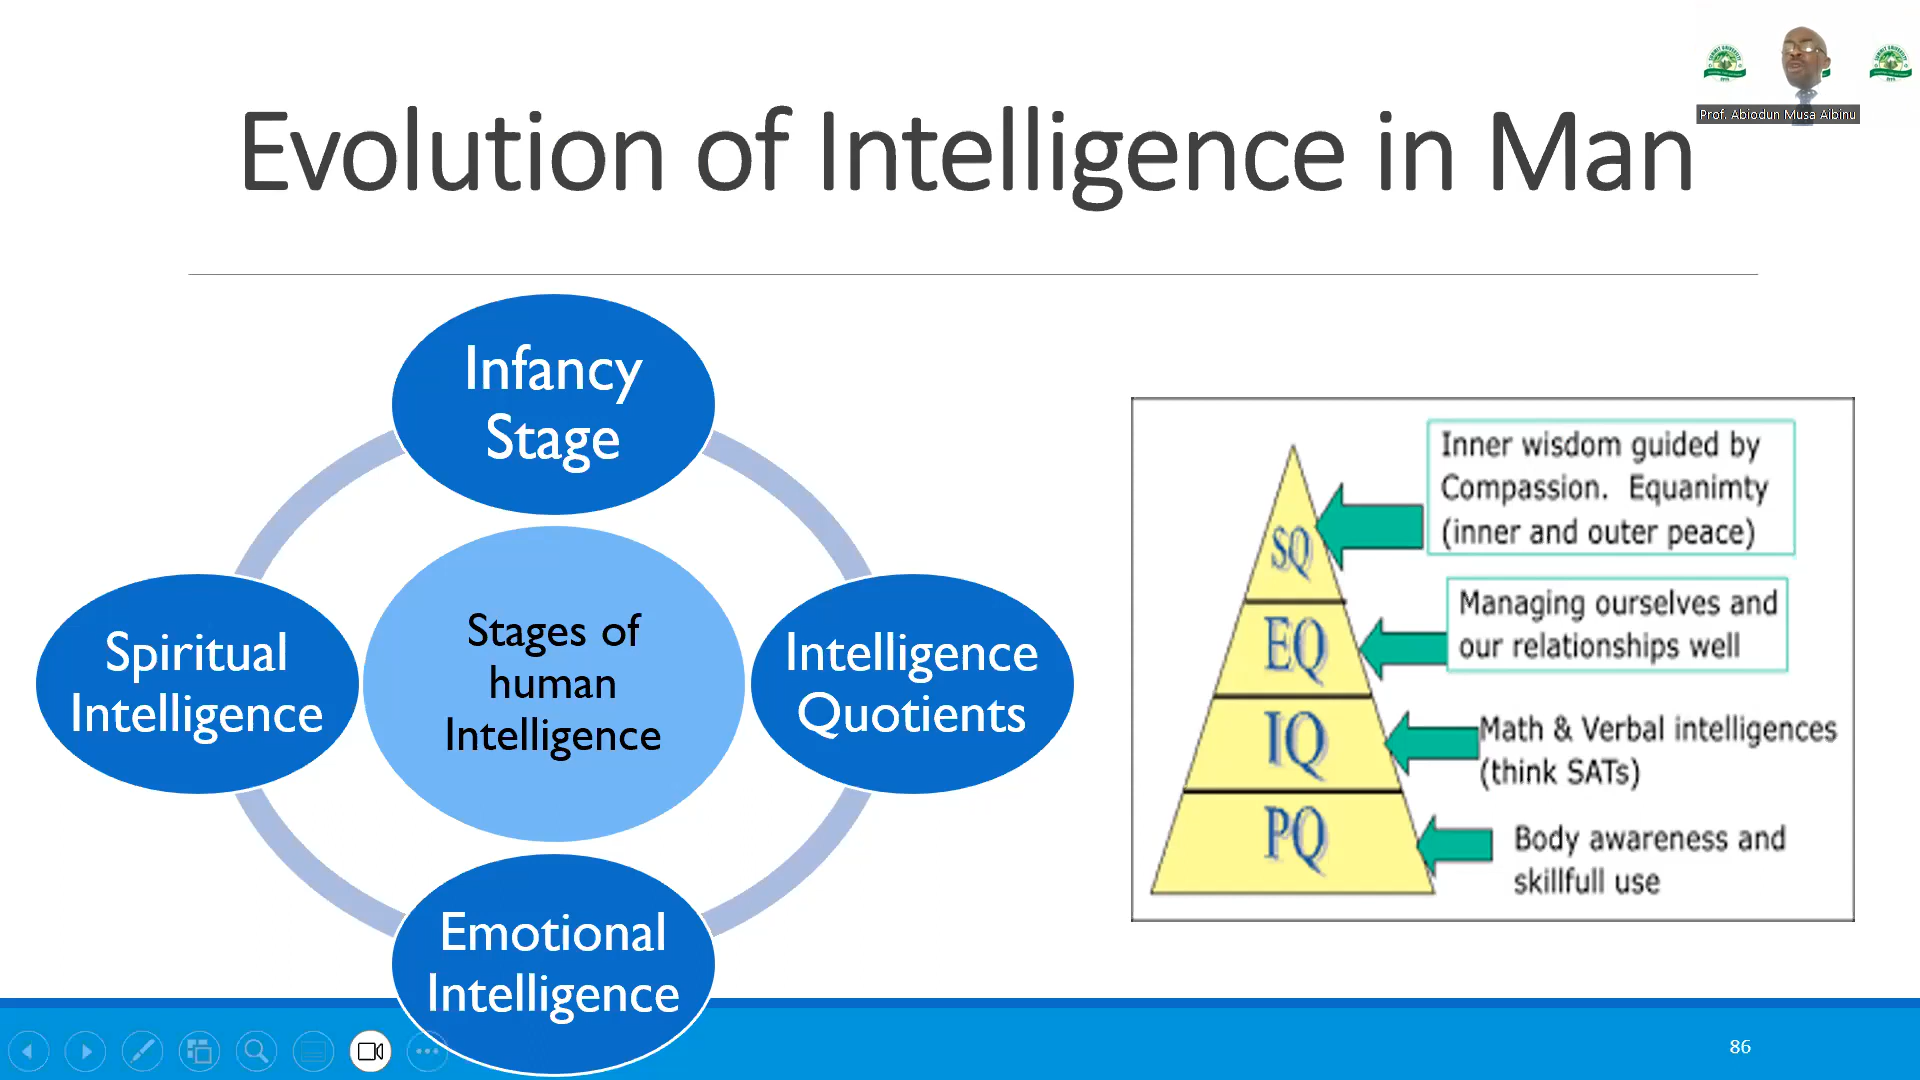 Prof. Abiodun Musa Aibinu
Evolution of Intelligence in Man
Infancy
Stage
Stages of
human
Intelligence
Spiritual
Intelligence
Intelligence
Quotients
Emotional
Intelligence
SQ
Inner wisdom guided by
Compassion. Equanimty
(inner and outer peace)
EQ
Managing ourselves and
our relationships well
IQ
Math & Verbal intelligences
(think SATs)
PQ
Body awareness and
skillfull use
86